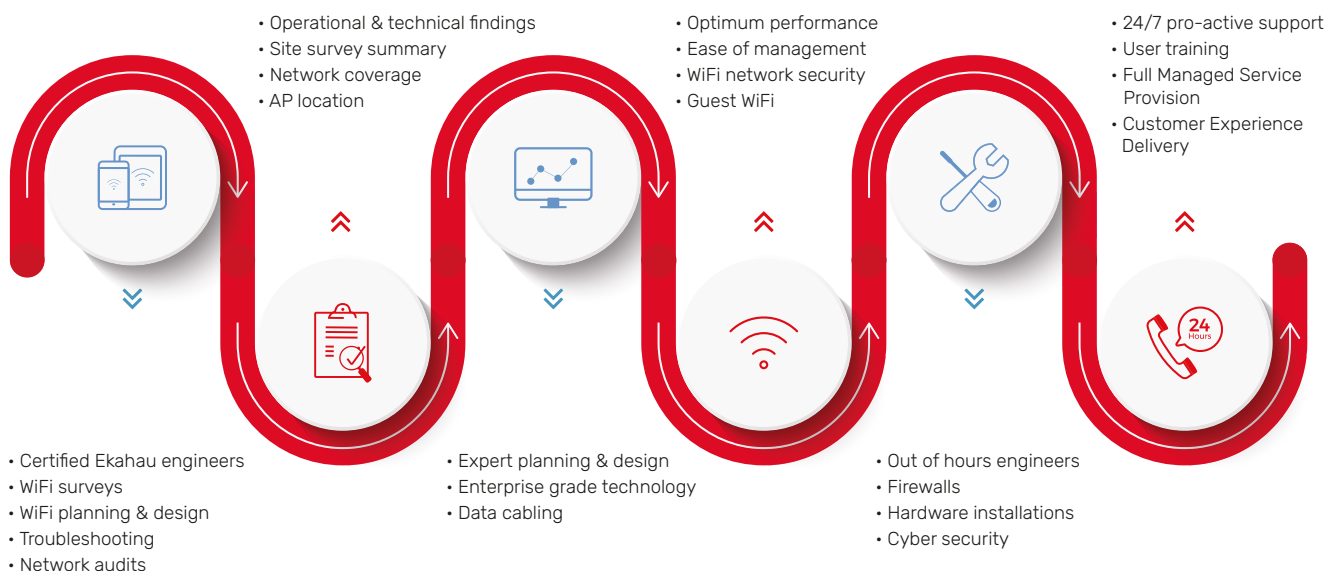 • Operational & technical findings
• Site survey summary
• Network coverage
• AP location
• Optimum performance
• Ease of management
• WiFi network security
• Guest WiFi
• 24/7 pro-active support
• User training
• Full Managed Service
Provision
• Customer Experience
Delivery
24
Hours
• Certified Ekahau engineers
• WiFi surveys
• WiFi planning & design
• Troubleshooting
• Network audits
• Expert planning & design
• Enterprise grade technology
• Data cabling
• Out of hours engineers
• Firewalls
• Hardware installations
• Cyber security